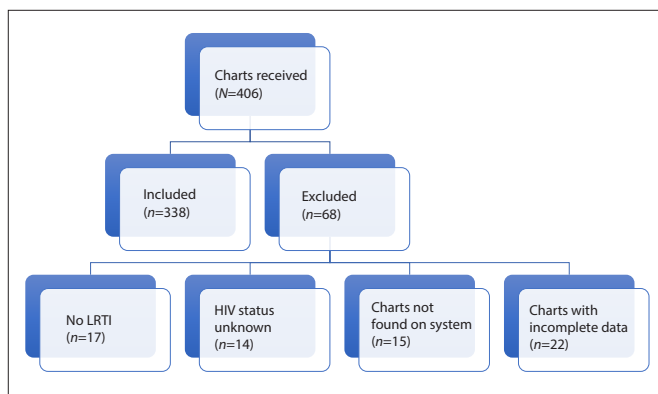 Charts received
(N=406)
Included
(n=338)
Excluded
(n=68)
No LRTI
(n=17)
HIV status
unknown
(n=14)
Charts not
found on system
(n=15)
Charts with
incomplete data
(n=22)